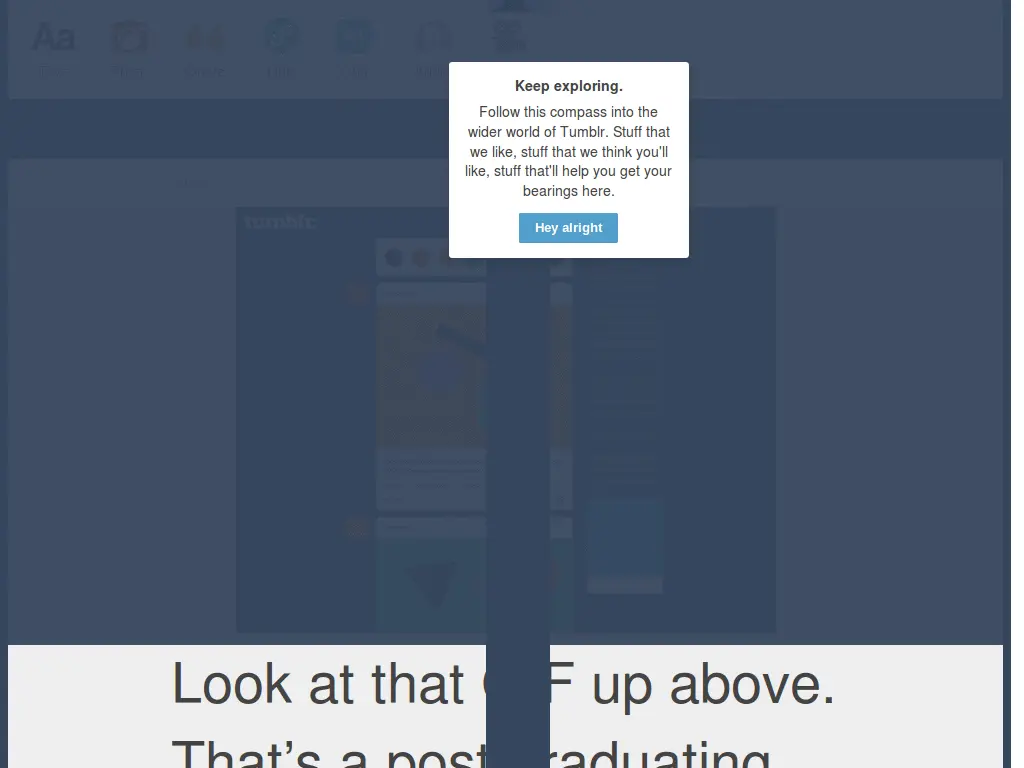 Aa
Keep exploring.
Follow this compass into the
wider world of Tumblr. Stuff that
we like, stuff that we think you'll
like, stuff that'll help you get your
bearings here.
Hey alright
tumblr.
Look at that F up above.
That's a post raduating